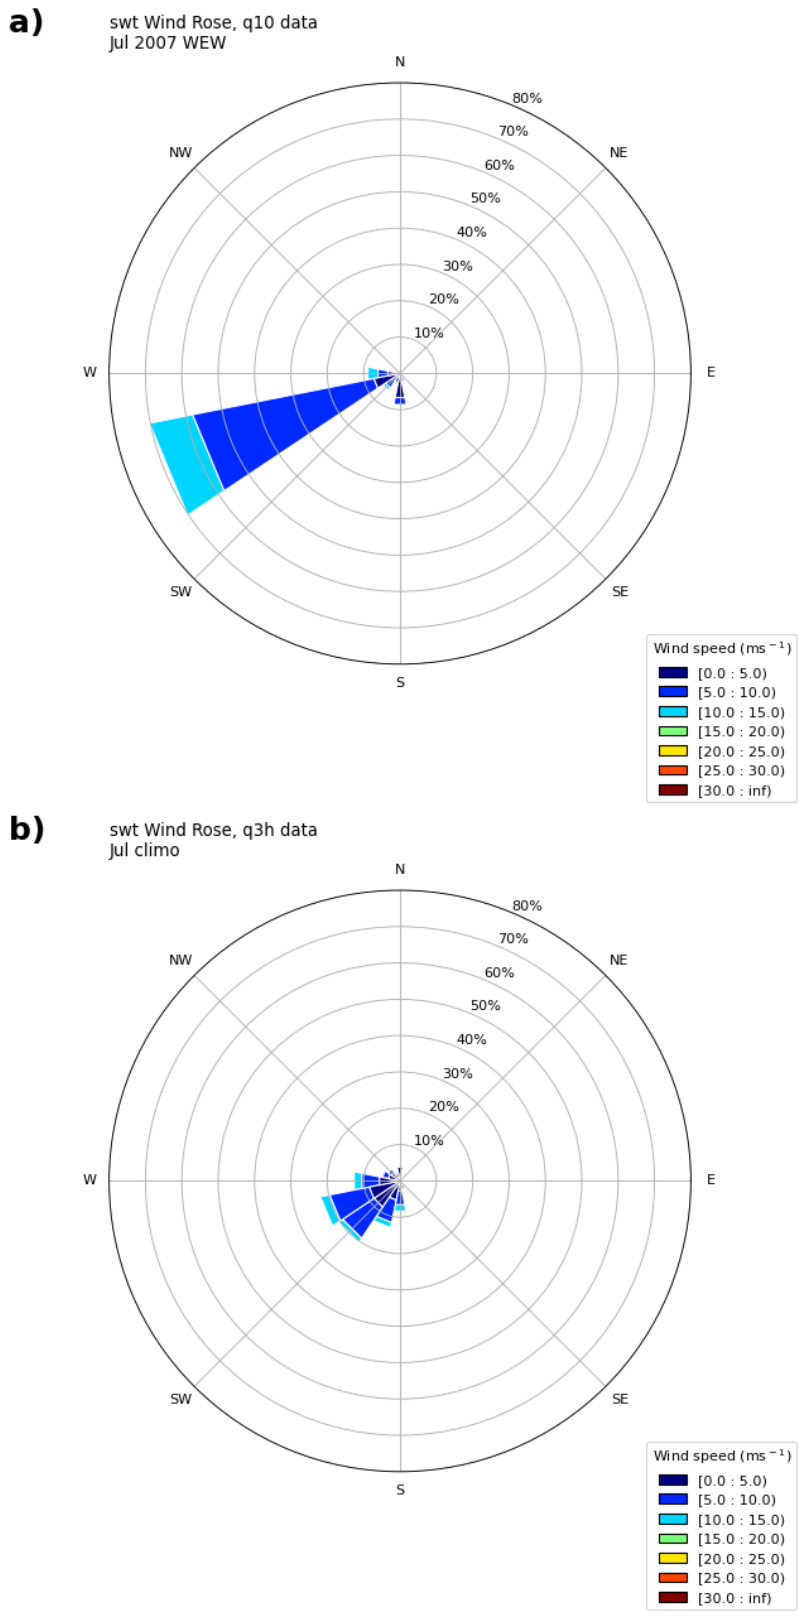 a)
swt Wind Rose, q10 data
Jul 2007 WEW
N
80%
70%
NW
NE
60%
50%
40%
30%
20%
10%
W
E
SW
SE
S
Wind speed (ms⁻¹)
[0.0 : 5.0)
[5.0 : 10.0)
[10.0 : 15.0)
[15.0 : 20.0)
[20.0 : 25.0)
[25.0 : 30.0)
[30.0 : inf)
b)
swt Wind Rose, q3h data
Jul climo
N
80%
70%
NW
NE
60%
50%
40%
30%
20%
10%
W
E
SW
SE
S
Wind speed (ms⁻¹)
[0.0 : 5.0)
[5.0 : 10.0)
[10.0 : 15.0)
[15.0 : 20.0)
[20.0 : 25.0)
[25.0 : 30.0)
[30.0 : inf)